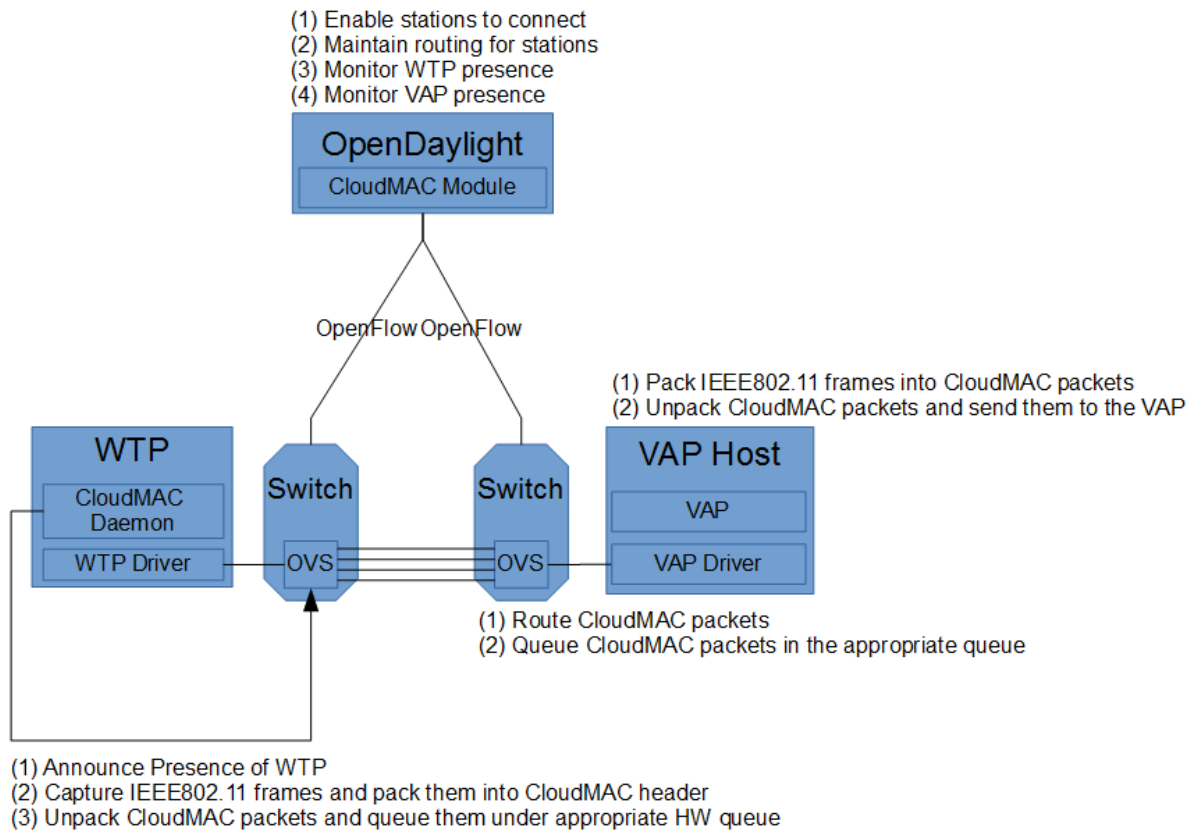 (1) Enable stations to connect
(2) Maintain routing for stations
(3) Monitor WTP presence
(4) Monitor VAP presence
OpenDaylight
CloudMAC Module
OpenFlow OpenFlow
(1) Pack IEEE802.11 frames into CloudMAC packets
(2) Unpack CloudMAC packets and send them to the VAP
WTP
CloudMAC
Daemon
WTP Driver
Switch
OVS
Switch
OVS
VAP Host
VAP
VAP Driver
(1) Route CloudMAC packets
(2) Queue CloudMAC packets in the appropriate queue
(1) Announce Presence of WTP
(2) Capture IEEE802.11 frames and pack them into CloudMAC header
(3) Unpack CloudMAC packets and queue them under appropriate HW queue